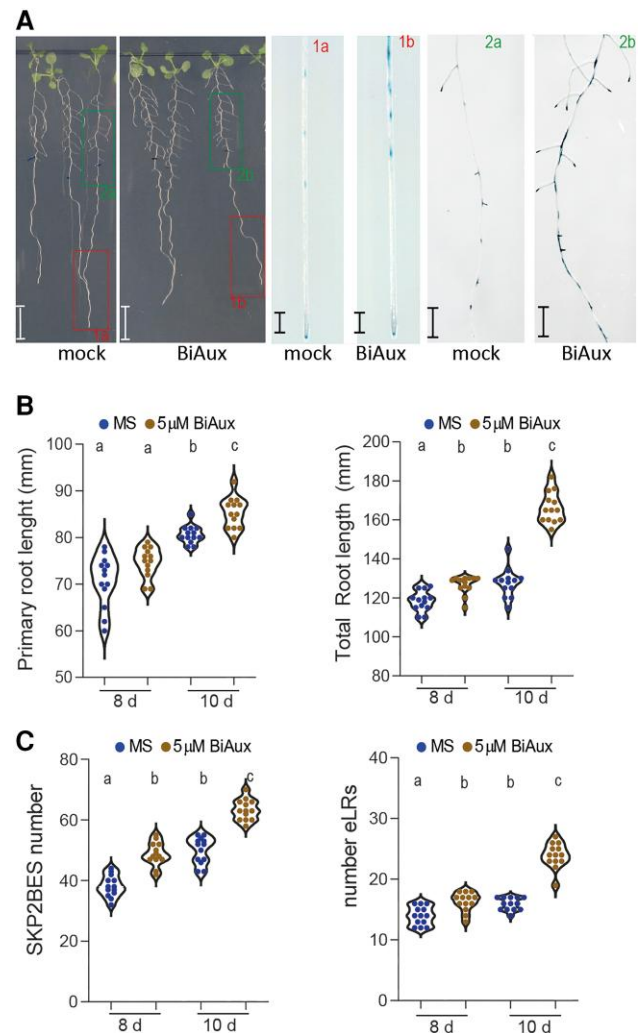 A
1a
1b
2a
2b
2b
1a
1b
mock
BiAux
mock
BiAux
mock
BiAux
B
MS 5μM BiAux
a a b c
Primary root lenght (mm)
100
90
80
70
60
50
8 d 10 d
MS 5μM BiAux
a b b c
Total Root length (mm)
200
180
160
140
120
100
80
8 d 10 d
C
MS 5μM BiAux
a b b c
SKP2BES number
80
60
40
20
0
8 d 10 d
MS 5μM BiAux
a b b c
number eLRs
40
30
20
10
0
8 d 10 d